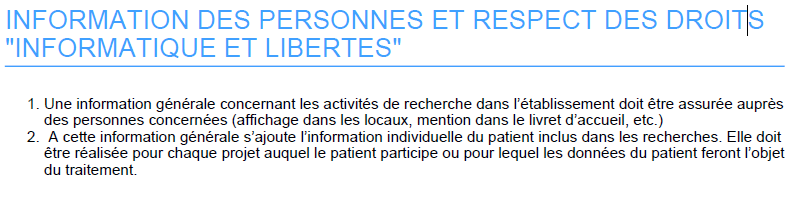 INFORMATION DES PERSONNES ET RESPECT DES DROITS
"INFORMATIQUE ET LIBERTES"
1. Une information générale concernant les activités de recherche dans l'établissement doit être assurée auprès
des personnes concernées (affichage dans les locaux, mention dans le livret d'accueil, etc.)
2. A cette information générale s'ajoute l'information individuelle du patient inclus dans les recherches. Elle doit
être réalisée pour chaque projet auquel le patient participe ou pour lequel les données du patient feront l'objet
du traitement.